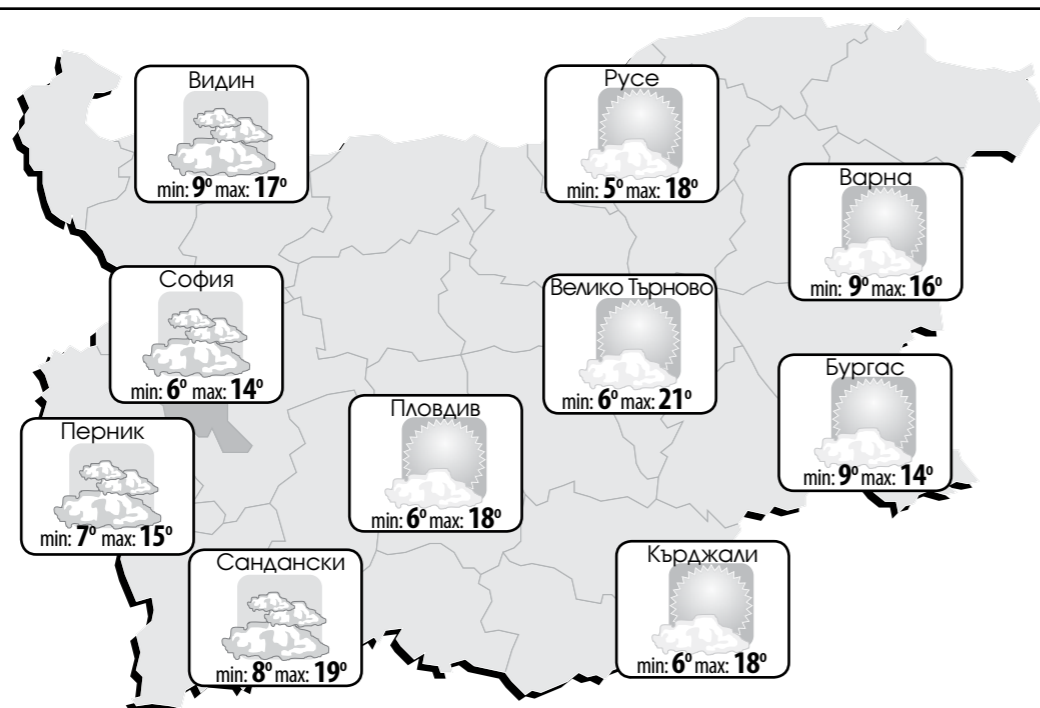 Видин
min: 9° max: 17°
Русе
min: 5° max: 18°
Варна
min: 9° max: 16°
София
min: 6° max: 14°
Велико Търново
min: 6° max: 21°
Бургас
min: 9° max: 14°
Пловдив
min: 6° max: 18°
Перник
min: 7° max: 15°
Сандански
min: 8° max: 19°
Кърджали
min: 6° max: 18°